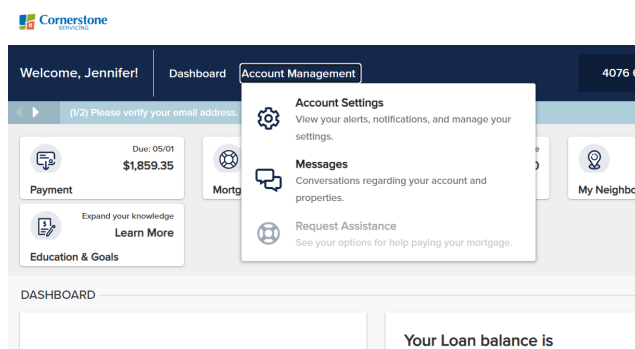 Cornerstone
SERVICING
Welcome, Jennifer!
Dashboard
Account Management
4076
(1/2) Please verify your email address.
Account Settings
View your alerts, notifications, and manage your
settings.
Messages
Conversations regarding your account and
properties.
Request Assistance
See your options for help paying your mortgage.
Due: 05/01
$1,859.35
Payment
Mortg
My Neighbo
Expand your knowledge
Learn More
Education & Goals
DASHBOARD
Your Loan balance is